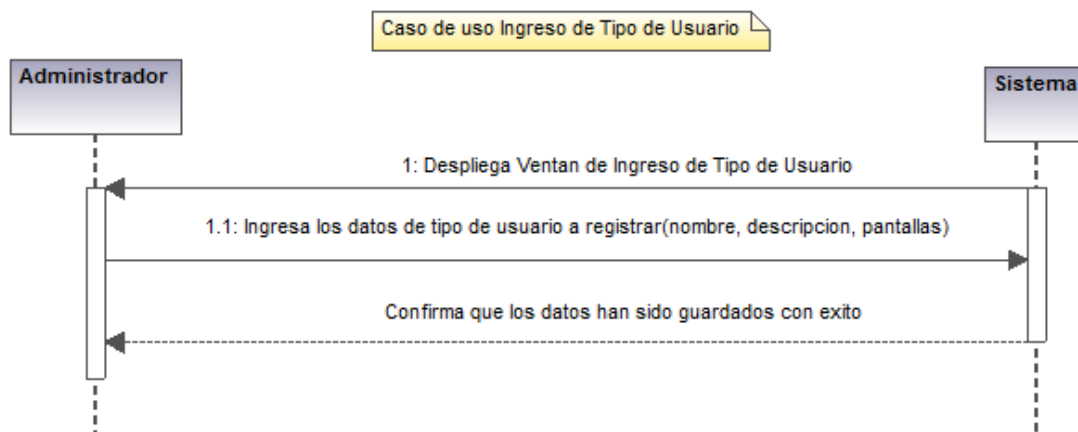 Caso de uso Ingreso de Tipo de Usuario
Administrador
Sistema
1: Despliega Ventan de Ingreso de Tipo de Usuario
1.1: Ingresa los datos de tipo de usuario a registrar(nombre, descripcion, pantallas)
Confirma que los datos han sido guardados con exito